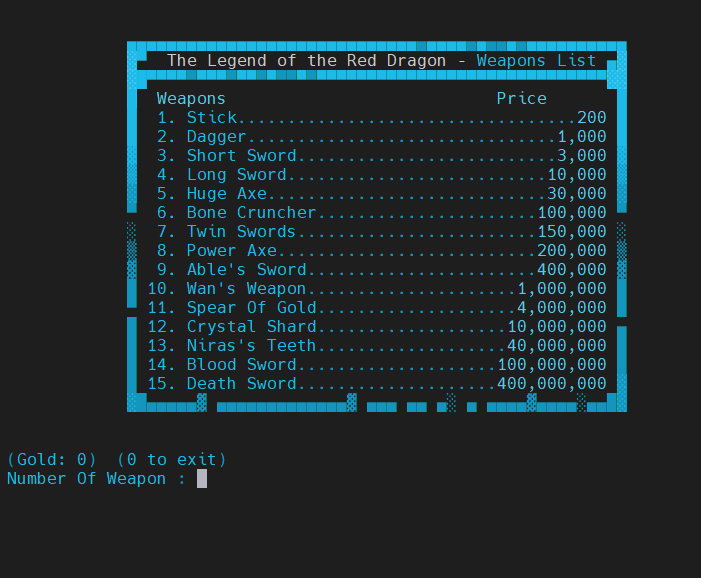 The Legend of the Red Dragon - Weapons List
Weapons Price
1. Stick..................................200
2. Dagger...............................1,000
3. Short Sword..........................3,000
4. Long Sword..........................10,000
5. Huge Axe............................30,000
6. Bone Cruncher......................100,000
7. Twin Swords........................150,000
8. Power Axe..........................200,000
9. Able's Sword.......................400,000
10. Wan's Weapon.....................1,000,000
11. Spear Of Gold....................4,000,000
12. Crystal Shard...................10,000,000
13. Niras's Teeth...................40,000,000
14. Blood Sword....................100,000,000
15. Death Sword....................400,000,000
(Gold: 0) (0 to exit)
Number Of Weapon :